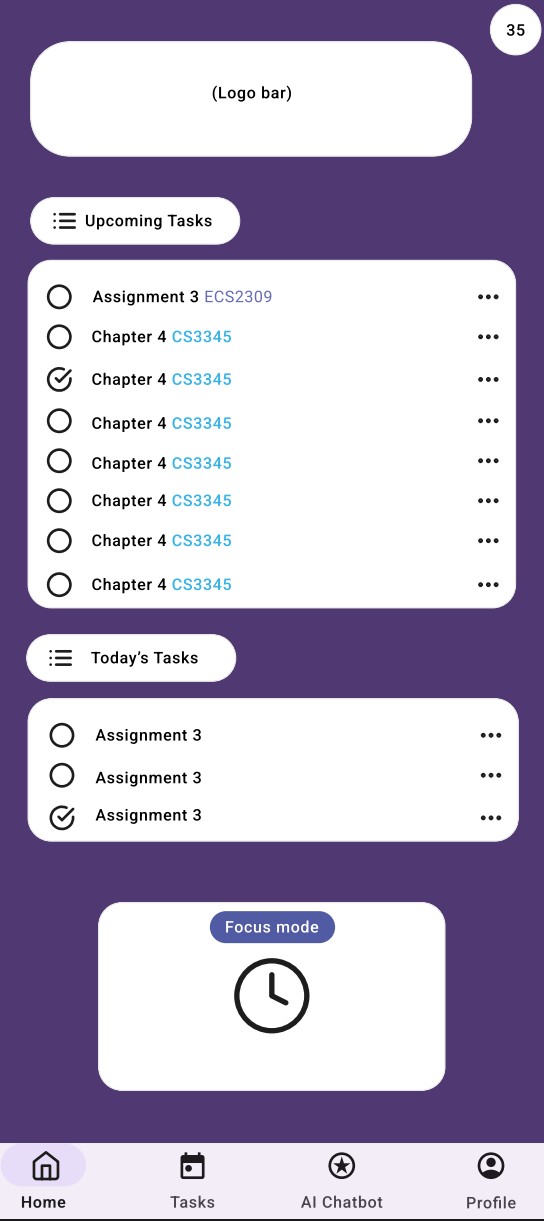 35
(Logo bar)
Upcoming Tasks
Assignment 3 ECS2309
Chapter 4 CS3345
Chapter 4 CS3345
Chapter 4 CS3345
Chapter 4 CS3345
Chapter 4 CS3345
Chapter 4 CS3345
Chapter 4 CS3345
Today’s Tasks
Assignment 3
Assignment 3
Assignment 3
Focus mode
Home Tasks AI Chatbot Profile